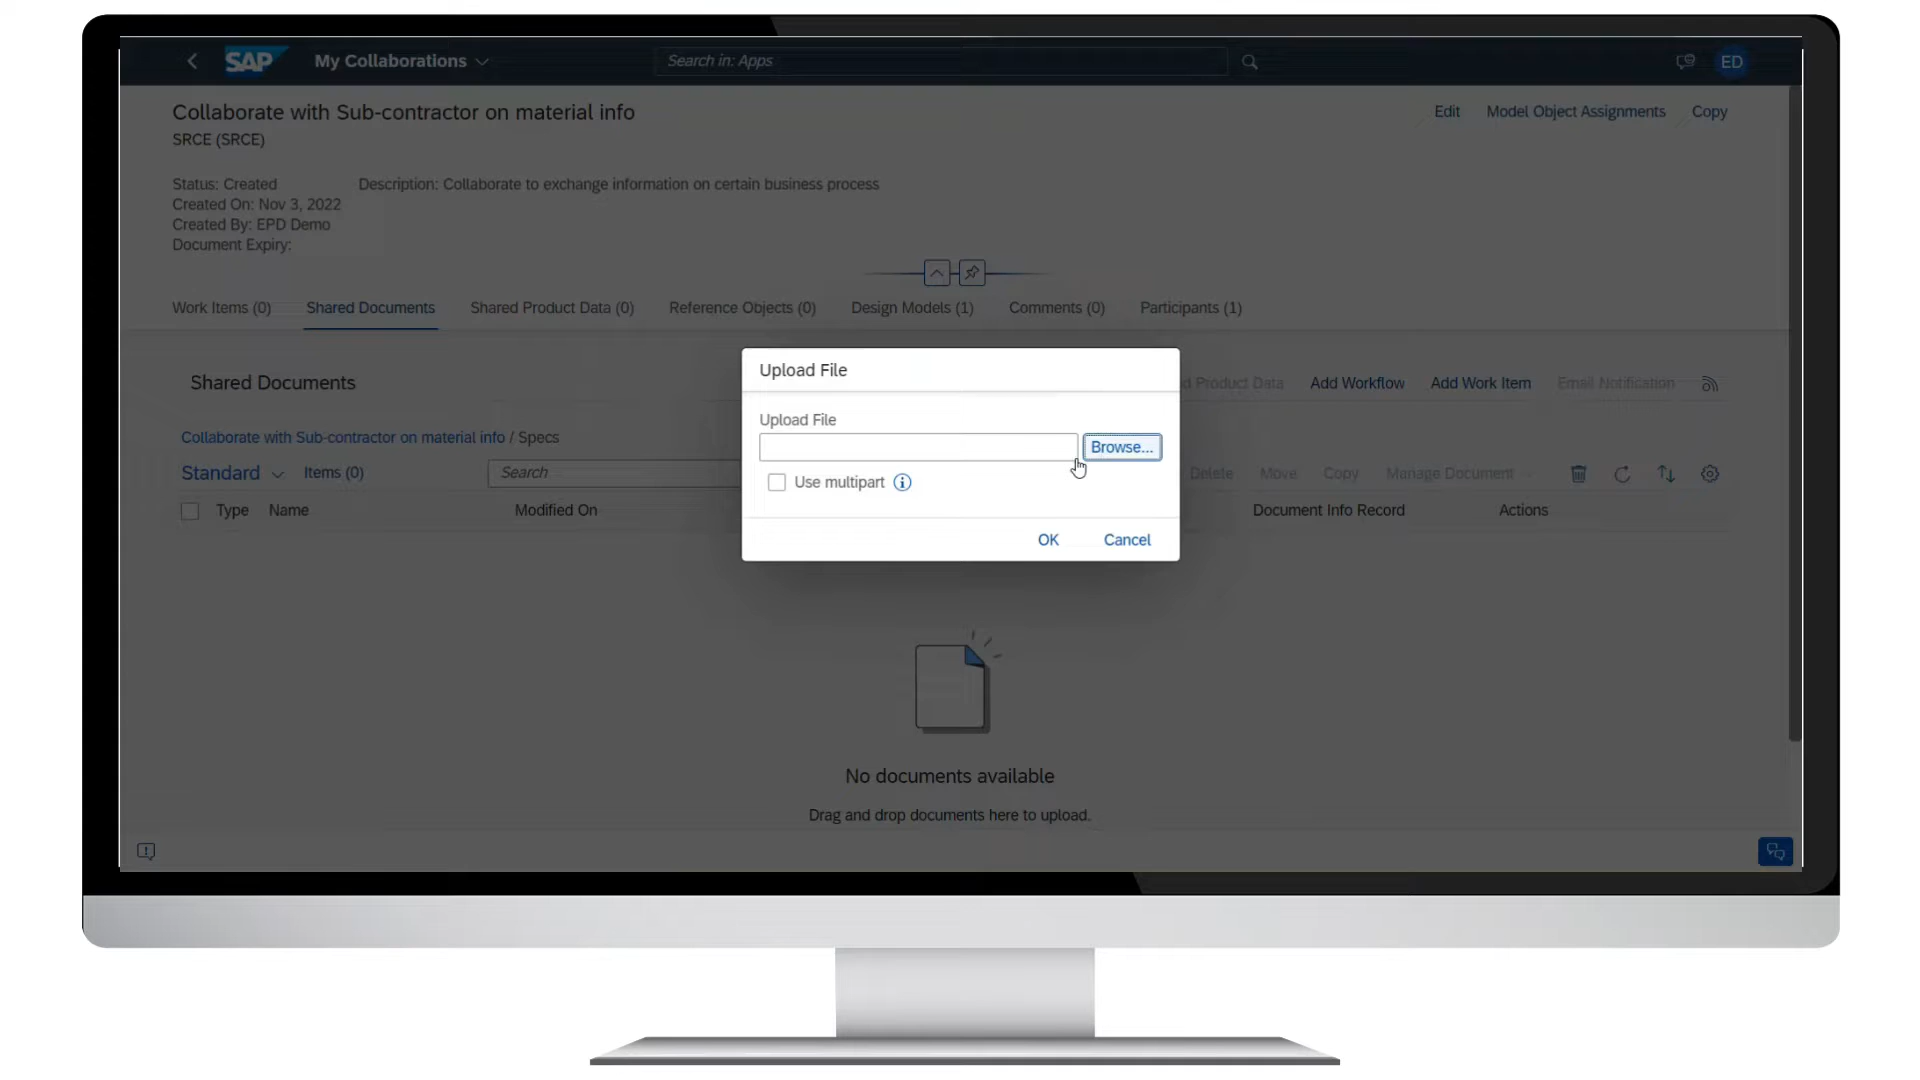 SAP My Collaborations Search in: Apps ED
Collaborate with Sub-contractor on material info Edit Model Object Assignments Copy
SRCE (SRCE)
Status: Created Description: Collaborate to exchange information on certain business process
Created On: Nov 3, 2022
Created By: EPD Demo
Document Expiry:
Work Items (0) Shared Documents Shared Product Data (0) Reference Objects (0) Design Models (1) Comments (0) Participants (1)
Upload File
Shared Documents Product Data Add Workflow Add Work Item Email Notification
Upload File
Collaborate with Sub-contractor on material info / Specs
Browse...
Standard Items (0) Search Delete Move Copy Manage Document
Use multipart
Type Name Modified On Document Info Record Actions
OK Cancel
No documents available
Drag and drop documents here to upload.